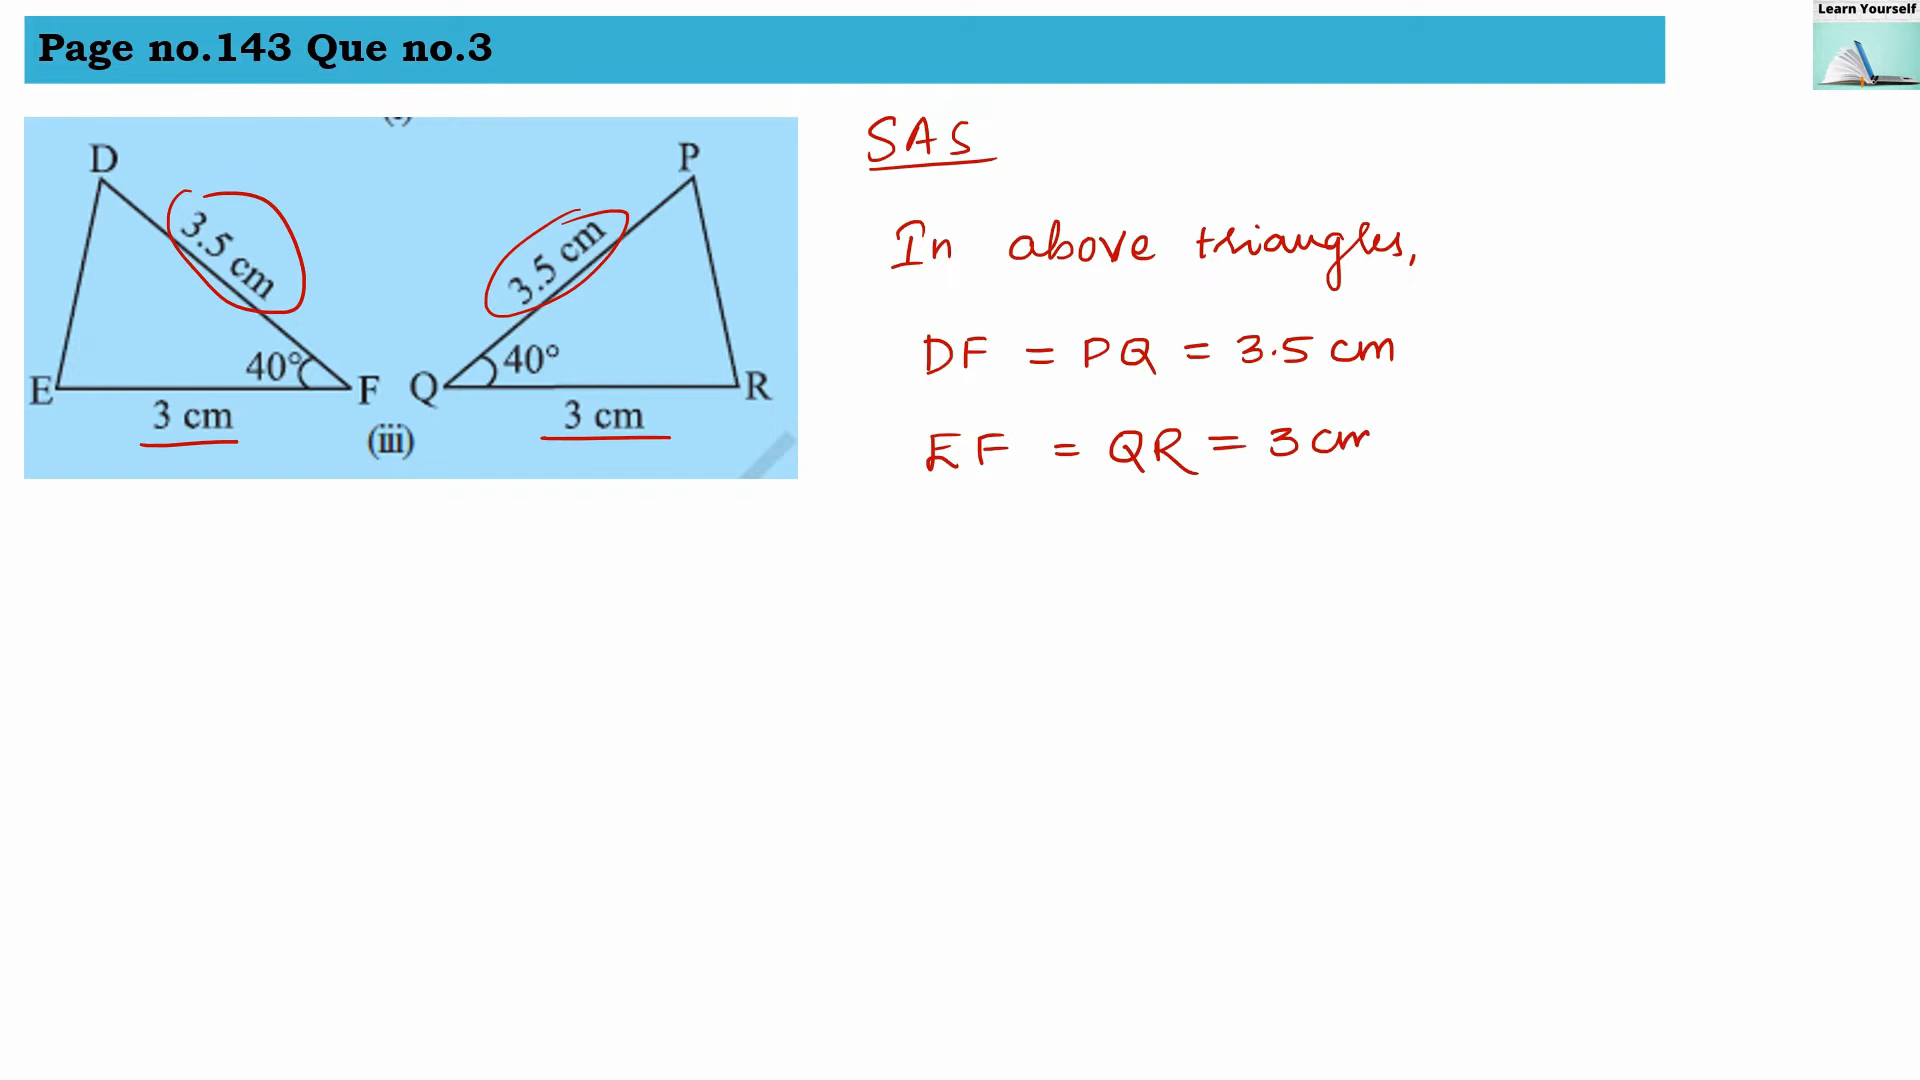 Learn Yourself
Page no.143 Que no.3
D
P
3.5 cm
3.5 cm
40°
40°
E
F
Q
R
3 cm
3 cm
(iii)
SAS
In above triangles,
DF = PQ = 3.5 cm
EF = QR = 3 cm